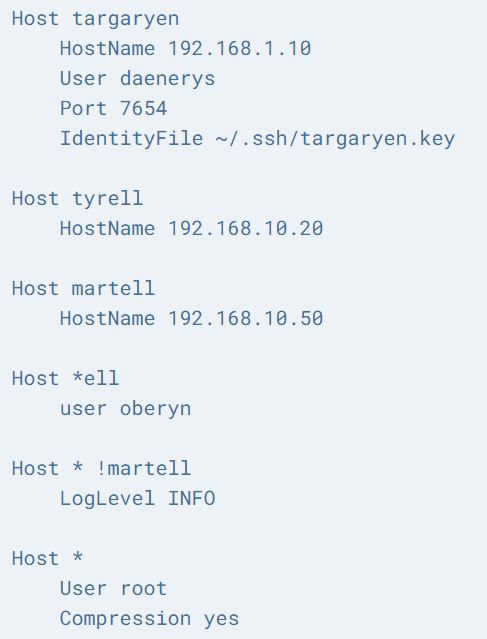 Host targaryen
    HostName 192.168.1.10
    User daenerys
    Port 7654
    IdentityFile ~/.ssh/targaryen.key

Host tyrell
    HostName 192.168.10.20

Host martell
    HostName 192.168.10.50

Host *ell
    user oberyn

Host * !martell
    LogLevel INFO

Host *
    User root
    Compression yes